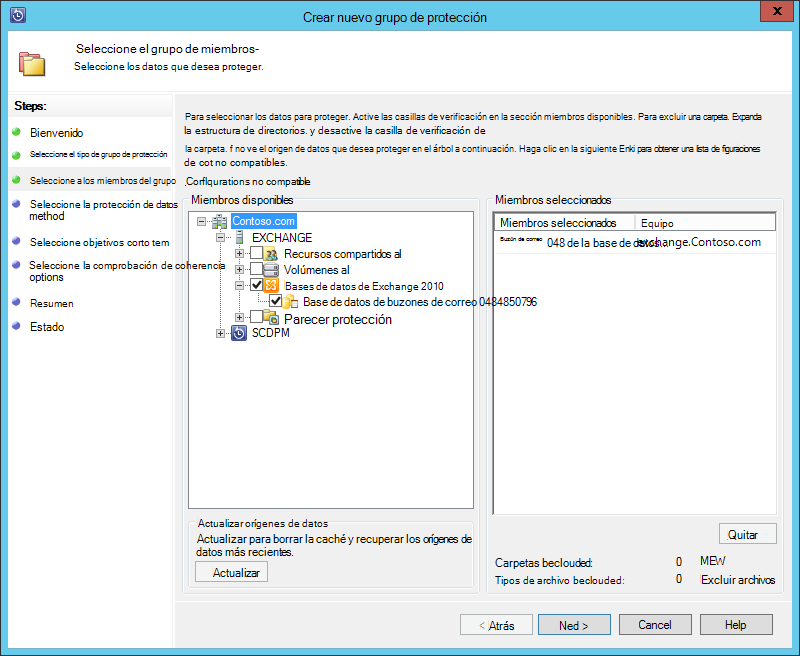 Crear nuevo grupo de protección
x
Seleccione el grupo de miembros-
Seleccione los datos que desea proteger.
Steps:
Bienvenido
Seleccione el tipo de grupo de protección
Seleccione a los miembros del grupo
Seleccione la protección de datos
method
Seleccione objetivos corto tem
Seleccione la comprobación de coherencia
options
Resumen
Estado
Para seleccionar los datos para proteger. Active las casillas de verificación en la sección miembros disponibles. Para excluir una carpeta. Expanda
la estructura de directorios. y desactive la casilla de verificación de
la carpeta. f no ve el origen de datos que desea proteger en el árbol a continuación. Haga clic en la siguiente Enki para obtener una lista de figuraciones
de cot no compatibles.
.Conflqurations no compatible
Miembros disponibles
Contoso.com
EXCHANGE
Recursos compartidos al
Volúmenes al
Bases de datos de Exchange 2010
Base de datos de buzones de correo 0484850796
Parecer protección
SCDPM
Actualizar orígenes de datos
Actualizar para borrar la caché y recuperar los orígenes de
datos más recientes.
Actualizar
Miembros seleccionados
Miembros seleccionados Equipo
Buzón de correo 048 de la base de datos... exchange.Contoso.com
Quitar
Carpetas beclouded: 0 MEW
Tipos de archivo beclouded: 0 Excluir archivos
< Atrás Ned > Cancel Help